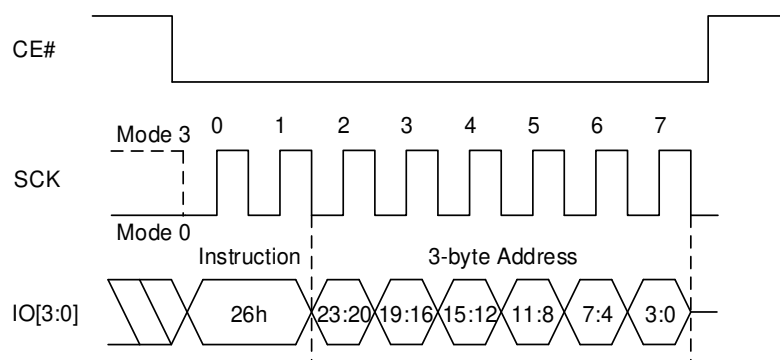 CE#
Mode 3 0 1 2 3 4 5 6 7
SCK
Mode 0
Instruction 3-byte Address
IO[3:0] 26h 23:20 19:16 15:12 11:8 7:4 3:0